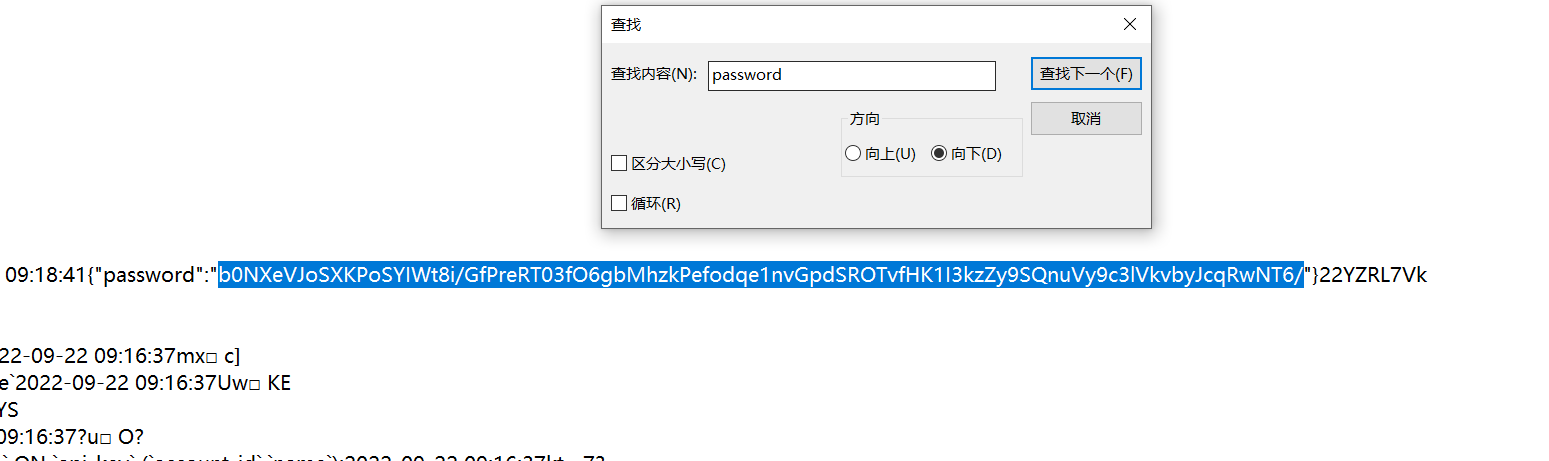 查找
查找内容(N): password
查找下一个(F)
取消
方向
向上(U) 向下(D)
区分大小写(C)
循环(R)
09:18:41{"password":"b0NXeVJoSXKPoSYIWt8i/GfPreRT03fO6gbMhzkPefodqe1nvGpdSROTvfHK1I3kzZy9SQnuVy9c3lVkvbyJcqRwNT6/"}22YZRL7Vk
22-09-22 09:16:37mx□ c]
e`2022-09-22 09:16:37Uw□ KE
YS
09:16:37?u□ O?